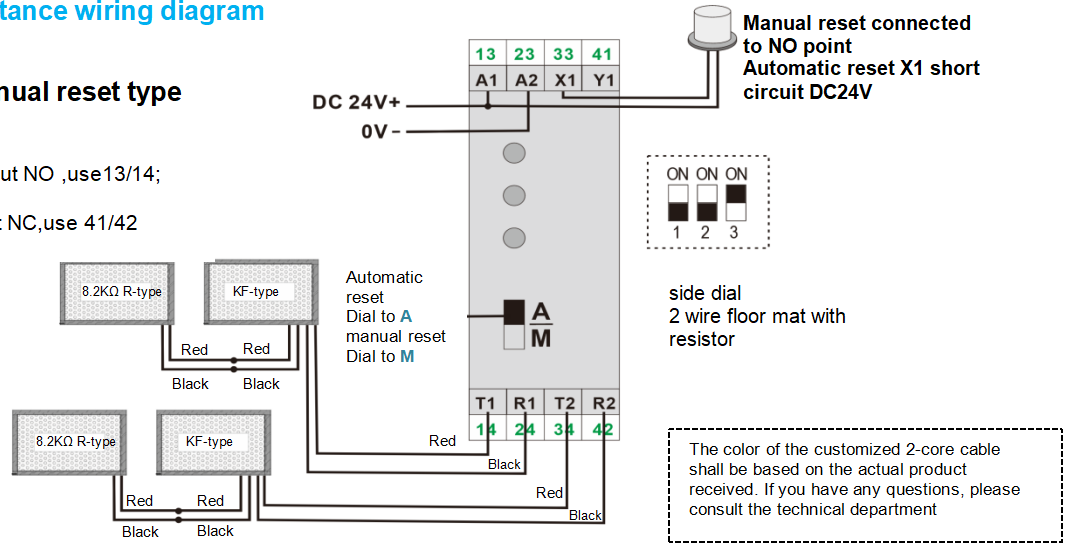 tance wiring diagram
Manual reset connected
to NO point
Automatic reset X1 short
circuit DC24V
nual reset type
13 23 33 41
A1 A2 X1 Y1
DC 24V+
0V-
ut NO ,use13/14;
t NC,use 41/42
ON ON ON
1 2 3
side dial
2 wire floor mat with
resistor
8.2KΩ R-type
KF-type
Automatic
reset
Dial to A
manual reset
Dial to M
A
M
Red
Red
Black
Black
T1 R1 T2 R2
14 24 34 42
8.2KΩ R-type
KF-type
Red
Black
Red
Black
Red
Red
Black
Black
The color of the customized 2-core cable
shall be based on the actual product
received. If you have any questions, please
consult the technical department